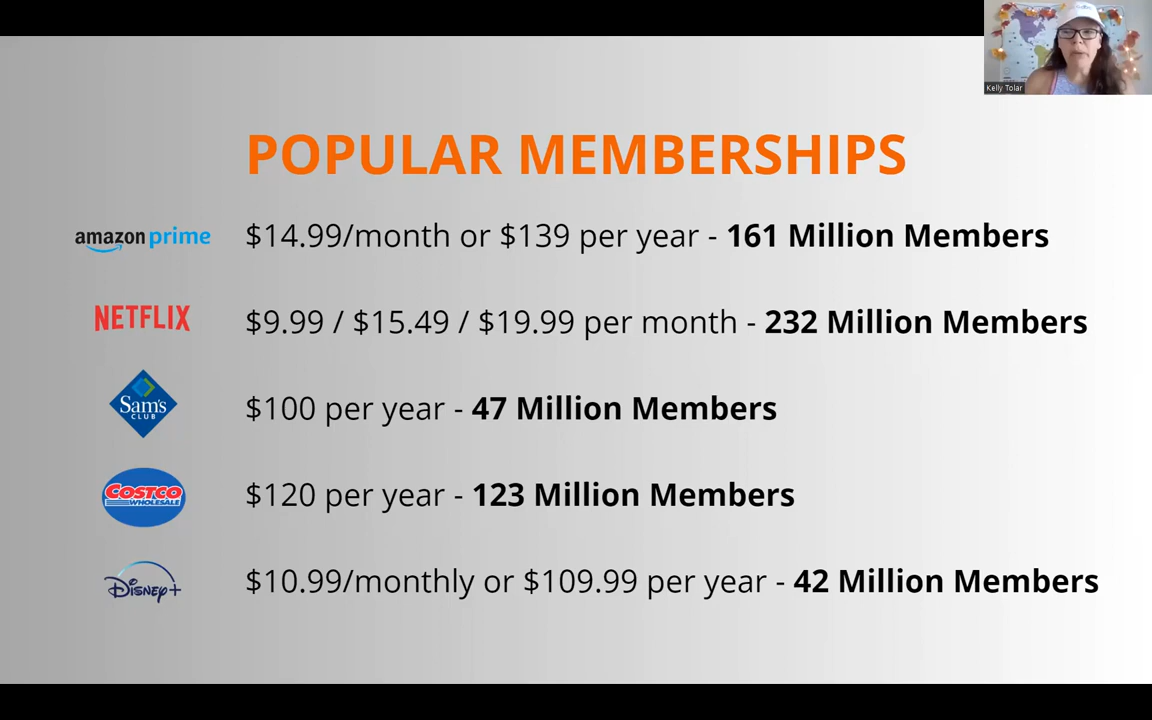 Kelly Tolar
POPULAR MEMBERSHIPS
amazon prime
$14.99/month or $139 per year - 161 Million Members
NETFLIX
$9.99 / $15.49 / $19.99 per month - 232 Million Members
Sam's
CLUB
$100 per year - 47 Million Members
COSTCO
WHOLESALE
$120 per year - 123 Million Members
Disney+
$10.99/monthly or $109.99 per year - 42 Million Members